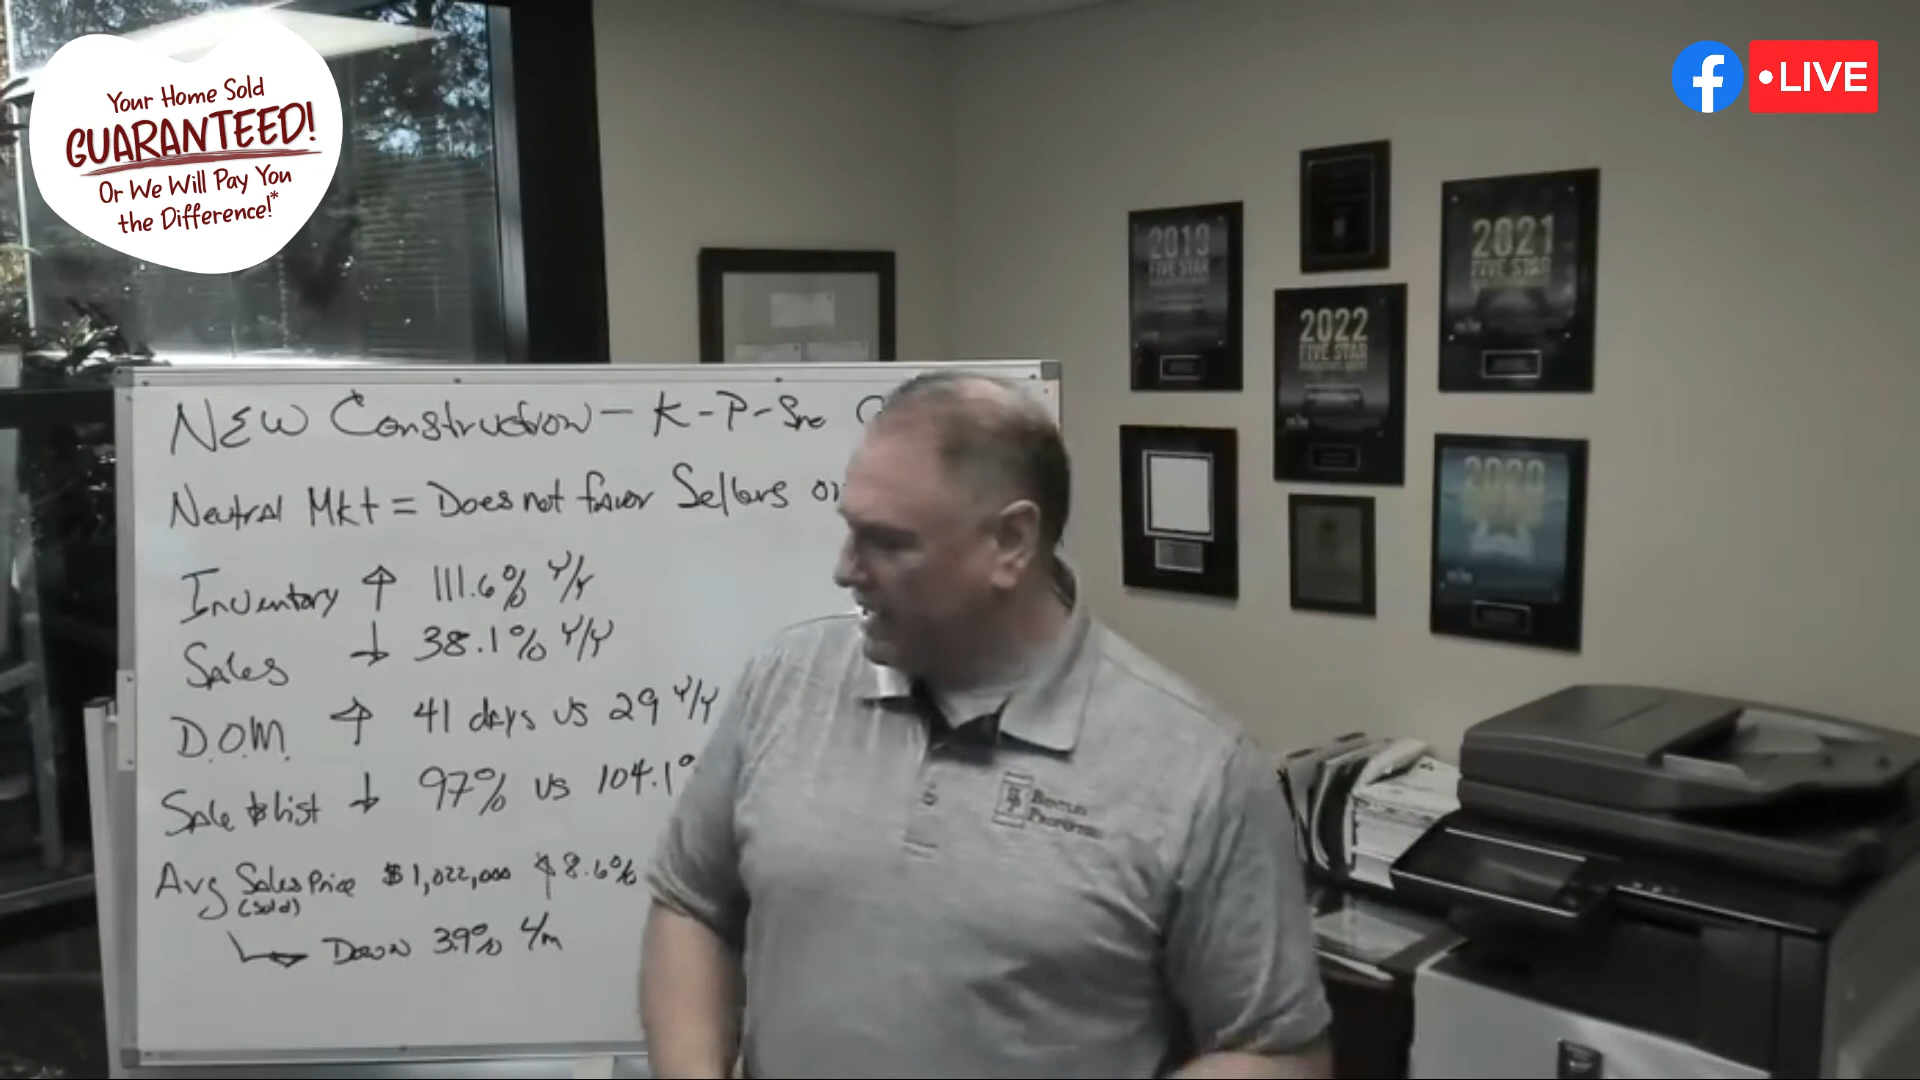 Your Home Sold
GUARANTEED!
Or We Will Pay You
the Difference!*
LIVE
2019
FIVE STAR
2021
FIVE STAR
2022
FIVE STAR
2020
New Construction - K-P-Sno
Neutral Mkt = Does not favor Sellers or
Inventory ↑ 111.6% Y/Y
Sales ↓ 38.1% Y/Y
D.O.M. ↑ 41 days vs 29 Y/Y
Sale $ List ↓ 97% vs 104.1%
Avg Sales Price $1,022,000 ↑ 8.6%
(Sold)
↳ Down 3.9%